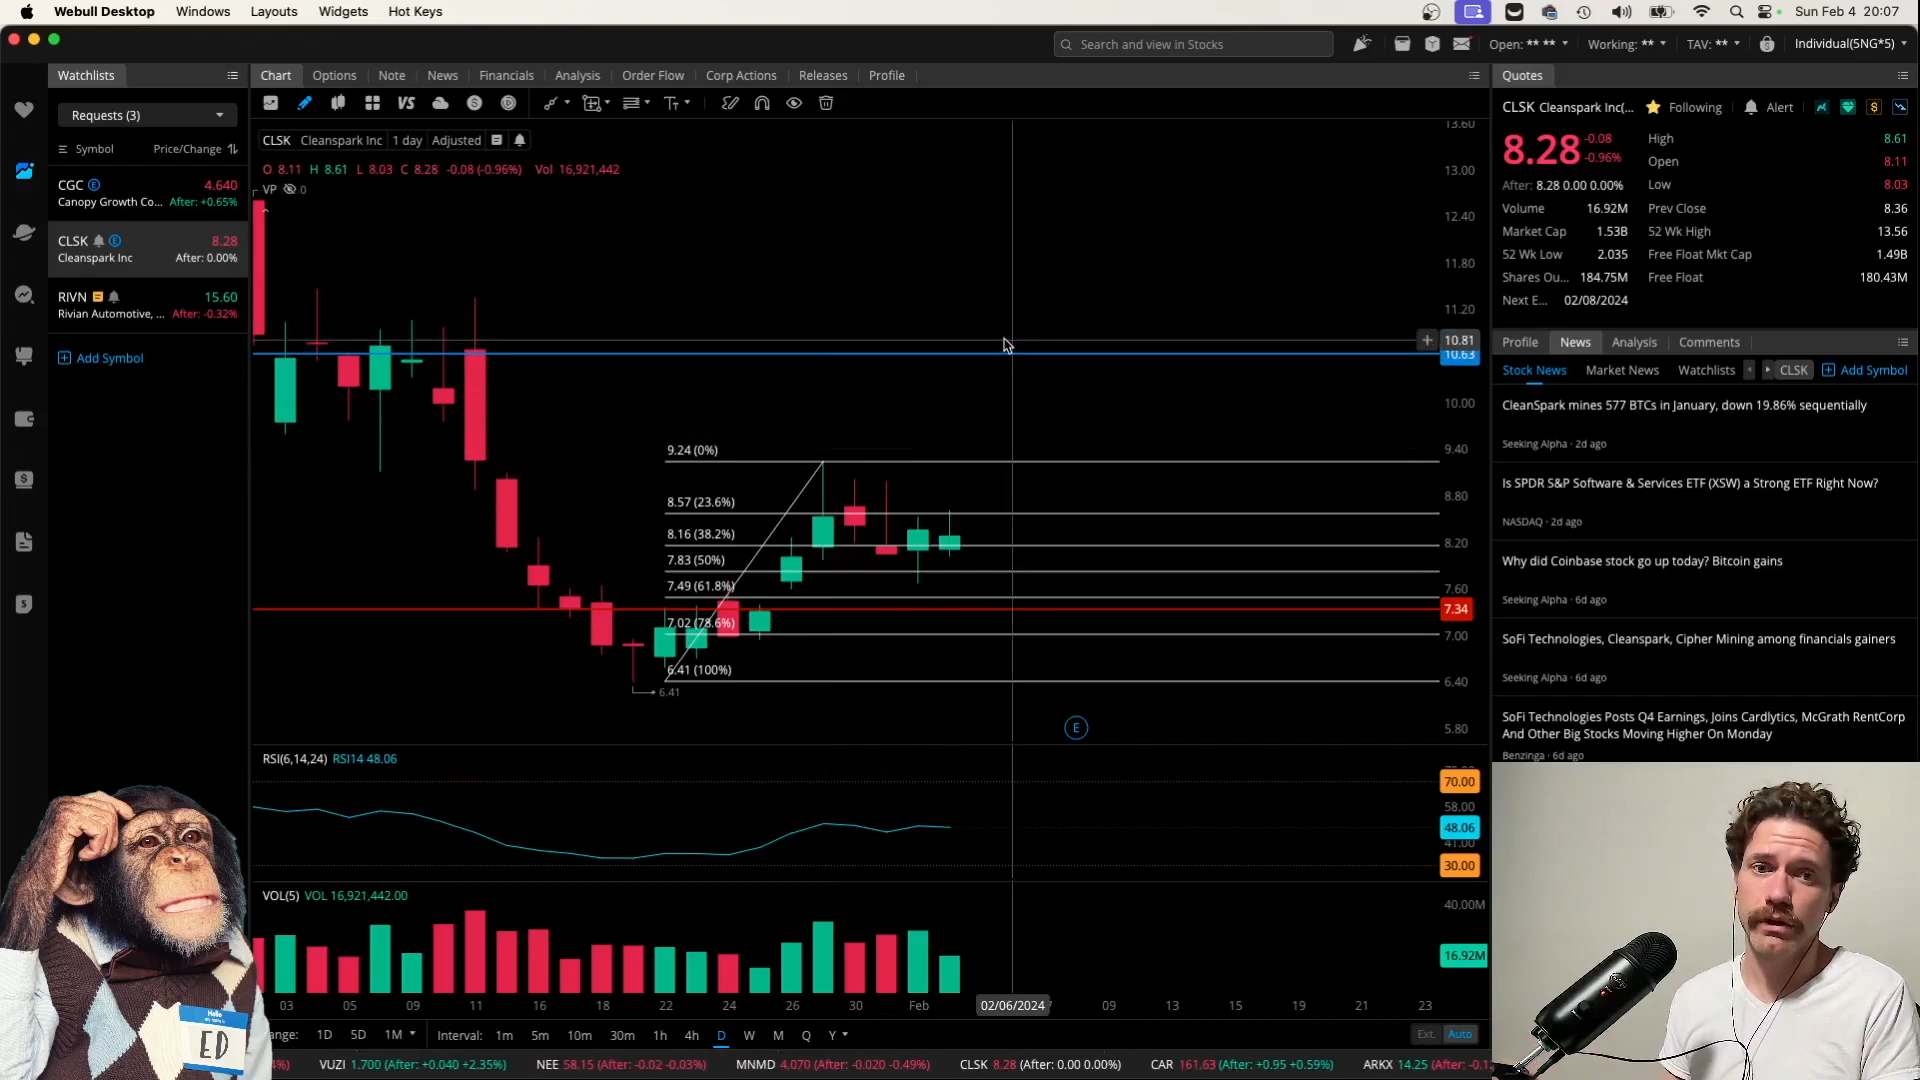 Webull Desktop Windows Layouts Widgets Hot Keys
Sun Feb 4 20:07
Search and view in Stocks
Open: ** ** Working: ** TAV: ** Individual(5NG*5)
Watchlists
Requests (3)
Symbol Price/Change
CGC E 4.640
Canopy Growth Co... After: +0.65%
CLSK E 8.28
Cleanspark Inc After: 0.00%
RIVN 15.60
Rivian Automotive, ... After: -0.32%
Add Symbol
Chart Options Note News Financials Analysis Order Flow Corp Actions Releases Profile
VS
CLSK Cleanspark Inc 1 day Adjusted
O 8.11 H 8.61 L 8.03 C 8.28 -0.08 (-0.96%) Vol 16,921,442
VP 0
13.60
13.00
12.40
11.80
11.20
10.81
10.63
10.00
9.40
8.80
8.20
7.60
7.34
7.00
6.40
5.80
9.24 (0%)
8.57 (23.6%)
8.16 (38.2%)
7.83 (50%)
7.49 (61.8%)
7.02 (78.6%)
6.41 (100%)
6.41
E
RSI(6,14,24) RSI14 48.06
70.00
58.00
48.06
41.00
30.00
VOL(5) VOL 16,921,442.00
40.00M
16.92M
03 05 09 11 16 18 22 24 26 30 Feb 02/06/2024 09 13 15 19 21 23
1D 5D 1M Interval: 1m 5m 10m 30m 1h 4h D W M Q Y
Ext. Auto
VUZI 1.700 (After: +0.040 +2.35%) NEE 58.15 (After: -0.02 -0.03%) MNMD 4.070 (After: -0.020 -0.49%) CLSK 8.28 (After: 0.00 0.00%) CAR 161.63 (After: +0.95 +0.59%) ARKX 14.25
Quotes
CLSK Cleanspark Inc(... Following Alert
8.28 -0.08
-0.96%
After: 8.28 0.00 0.00%
High 8.61
Open 8.11
Low 8.03
Volume 16.92M Prev Close 8.36
Market Cap 1.53B 52 Wk High 13.56
52 Wk Low 2.035 Free Float Mkt Cap 1.49B
Shares Ou... 184.75M Free Float 180.43M
Next E... 02/08/2024
Profile News Analysis Comments
Stock News Market News Watchlists CLSK Add Symbol
CleanSpark mines 577 BTCs in January, down 19.86% sequentially
Seeking Alpha · 2d ago
Is SPDR S&P Software & Services ETF (XSW) a Strong ETF Right Now?
NASDAQ · 2d ago
Why did Coinbase stock go up today? Bitcoin gains
Seeking Alpha · 6d ago
SoFi Technologies, Cleanspark, Cipher Mining among financials gainers
Seeking Alpha · 6d ago
SoFi Technologies Posts Q4 Earnings, Joins Cardlytics, McGrath RentCorp
And Other Big Stocks Moving Higher On Monday
Benzinga · 6d ago
Hello
ED